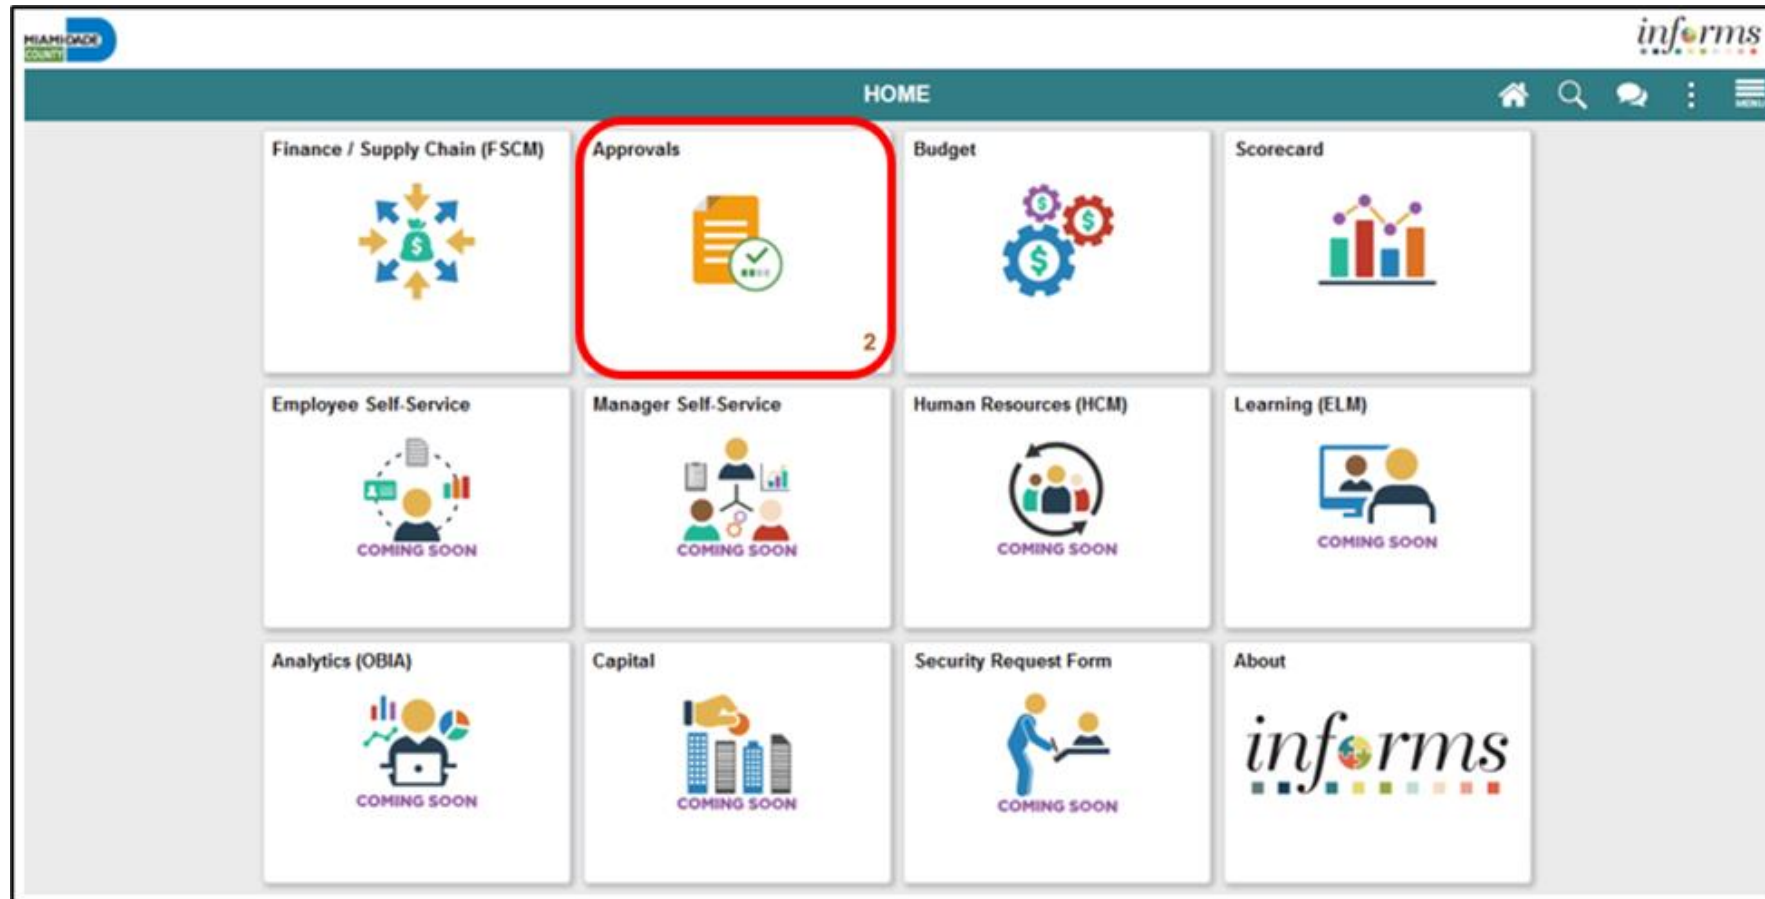 MIAMI-DADE
COUNTY
informs
HOME
MENU
Finance / Supply Chain (FSCM)
Approvals
Budget
Scorecard
$
$
$
$
2
Employee Self-Service
Manager Self-Service
Human Resources (HCM)
Learning (ELM)
COMING SOON
COMING SOON
COMING SOON
COMING SOON
Analytics (OBIA)
Capital
Security Request Form
About
informs
COMING SOON
COMING SOON
COMING SOON